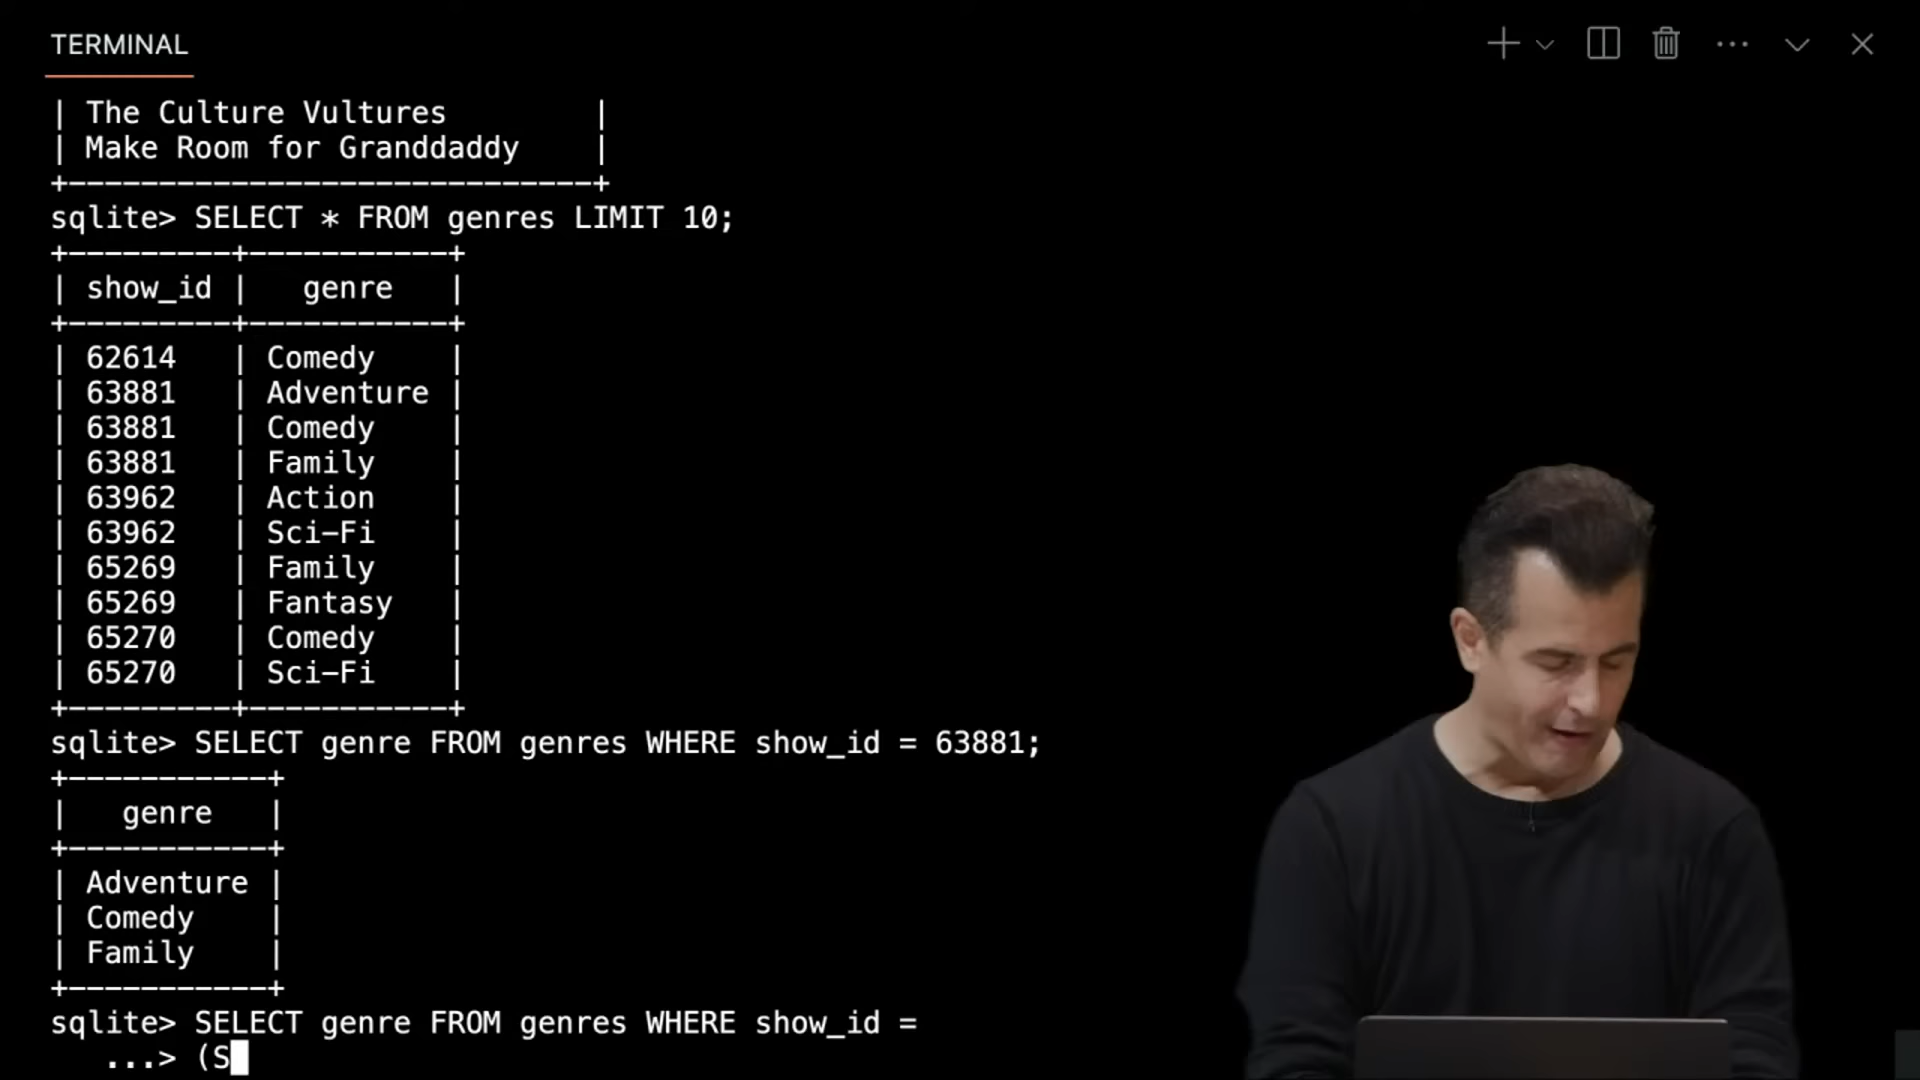 TERMINAL
| The Culture Vultures |
| Make Room for Granddaddy |
+-----------------------------+
sqlite> SELECT * FROM genres LIMIT 10;
+---------+-----------+
| show_id | genre |
+---------+-----------+
| 62614 | Comedy |
| 63881 | Adventure |
| 63881 | Comedy |
| 63881 | Family |
| 63962 | Action |
| 63962 | Sci-Fi |
| 65269 | Family |
| 65269 | Fantasy |
| 65270 | Comedy |
| 65270 | Sci-Fi |
+---------+-----------+
sqlite> SELECT genre FROM genres WHERE show_id = 63881;
+-----------+
| genre |
+-----------+
| Adventure |
| Comedy |
| Family |
+-----------+
sqlite> SELECT genre FROM genres WHERE show_id =
...> (S